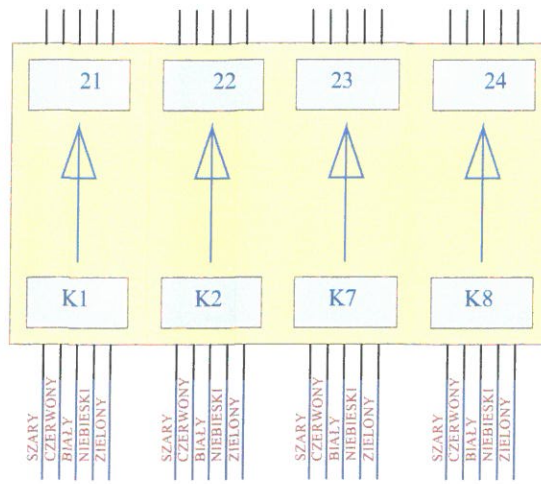 21 22 23 24
K1 K2 K7 K8
SZARY
CZERWONY
BIAŁY
NIEBIESKI
ZIELONY
SZARY
CZERWONY
BIAŁY
NIEBIESKI
ZIELONY
SZARY
CZERWONY
BIAŁY
NIEBIESKI
ZIELONY
SZARY
CZERWONY
BIAŁY
NIEBIESKI
ZIELONY